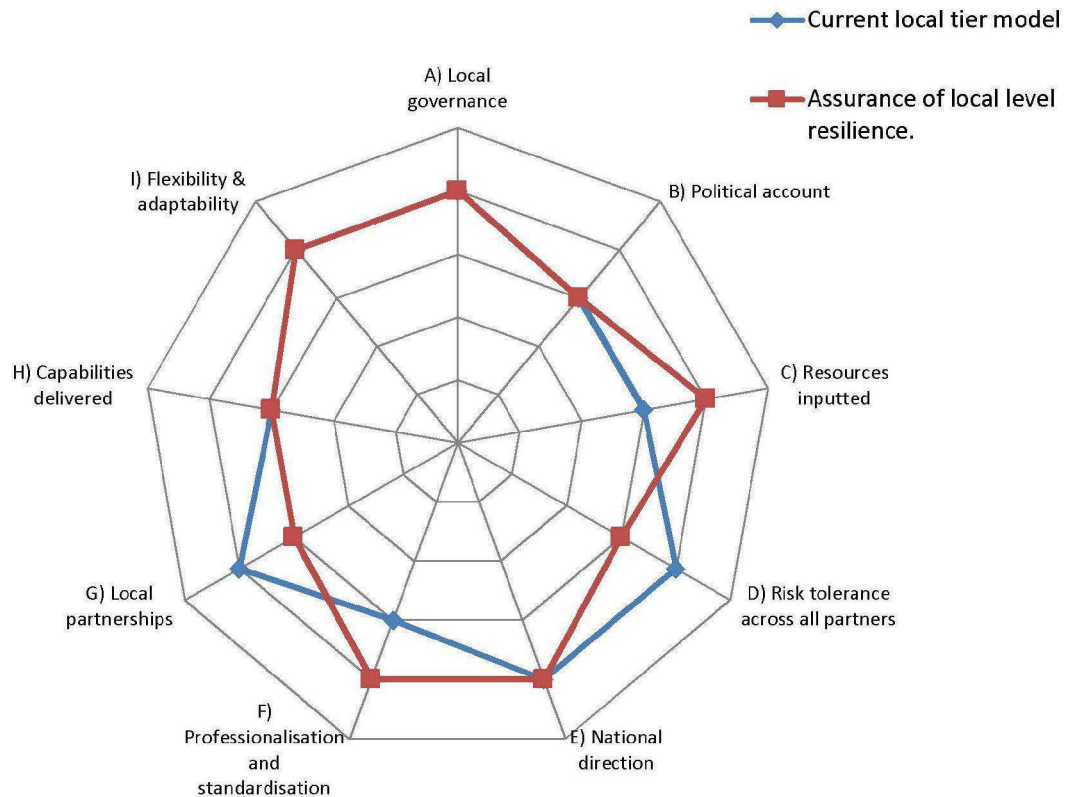 Current local tier model
Assurance of local level
resilience.
A) Local
governance
B) Political account
C) Resources
inputted
D) Risk tolerance
across all partners
E) National
direction
F)
Professionalisation
and
standardisation
G) Local
partnerships
H) Capabilities
delivered
I) Flexibility &
adaptability